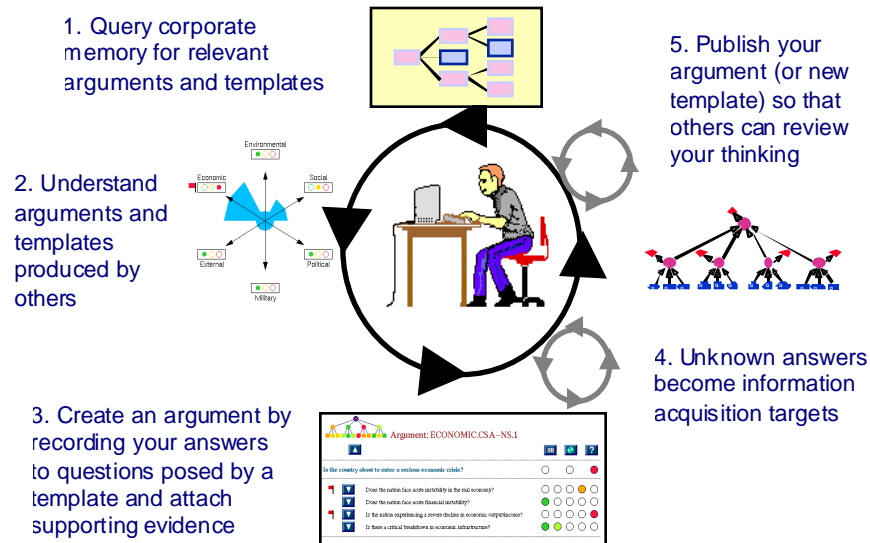 1. Query corporate
memory for relevant
arguments and templates
2. Understand
arguments and
templates
produced by
others
Environmental
Economic
Social
External
Political
Military
3. Create an argument by
recording your answers
to questions posed by a
template and attach
supporting evidence
Argument: ECONOMIC.CSA-NS.1
?
Is the country about to enter a serious economic crisis?
Does the nation face acute instability in the real economy?
Does the nation face acute financial instability?
Is the nation experiencing a severe decline in economic output/income?
Is there a critical breakdown in economic infrastructure?
4. Unknown answers
become information
acquisition targets
5. Publish your
argument (or new
template) so that
others can review
your thinking